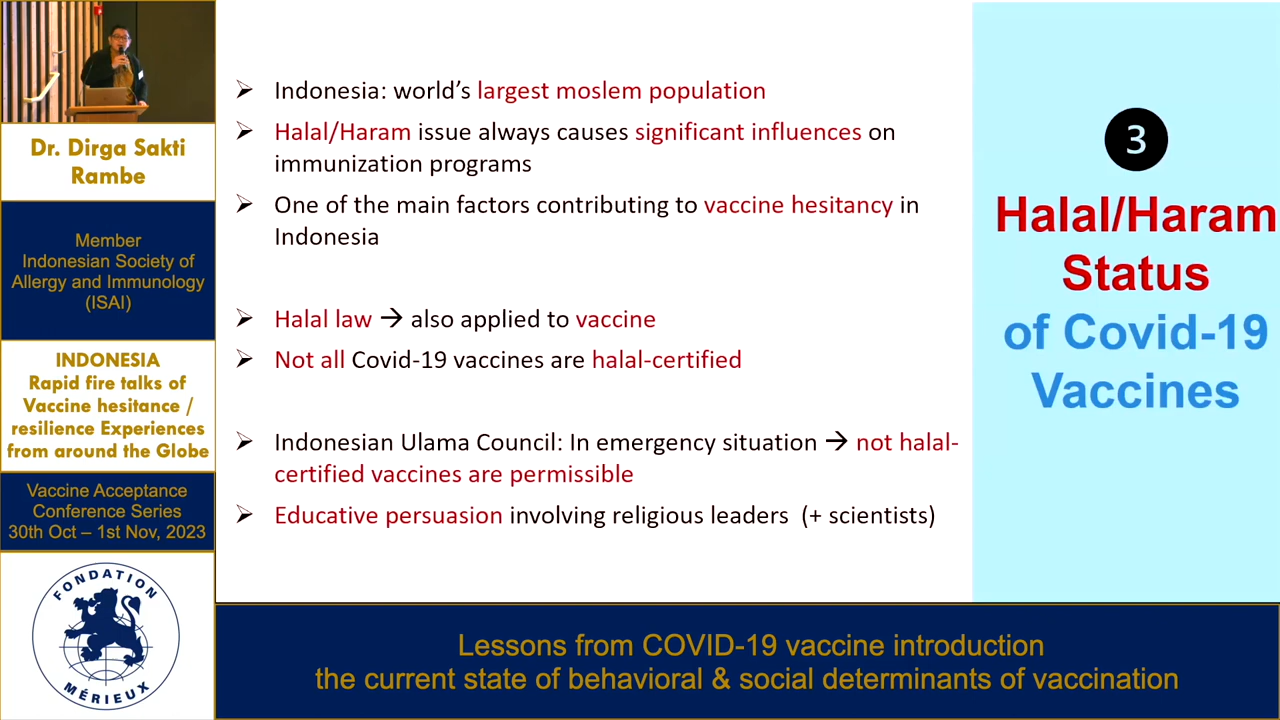 Dr. Dirga Sakti
Rambe
Member
Indonesian Society of
Allergy and Immunology
(ISAI)
INDONESIA
Rapid fire talks of
Vaccine hesitance /
resilience Experiences
from around the Globe
Vaccine Acceptance
Conference Series
30th Oct – 1st Nov, 2023
FONDATION
MÉRIEUX
➢ Indonesia: world’s largest moslem population
➢ Halal/Haram issue always causes significant influences on
immunization programs
➢ One of the main factors contributing to vaccine hesitancy in
Indonesia
➢ Halal law → also applied to vaccine
➢ Not all Covid-19 vaccines are halal-certified
➢ Indonesian Ulama Council: In emergency situation → not halal-
certified vaccines are permissible
➢ Educative persuasion involving religious leaders (+ scientists)
3
Halal/Haram
Status
of Covid-19
Vaccines
Lessons from COVID-19 vaccine introduction
the current state of behavioral & social determinants of vaccination